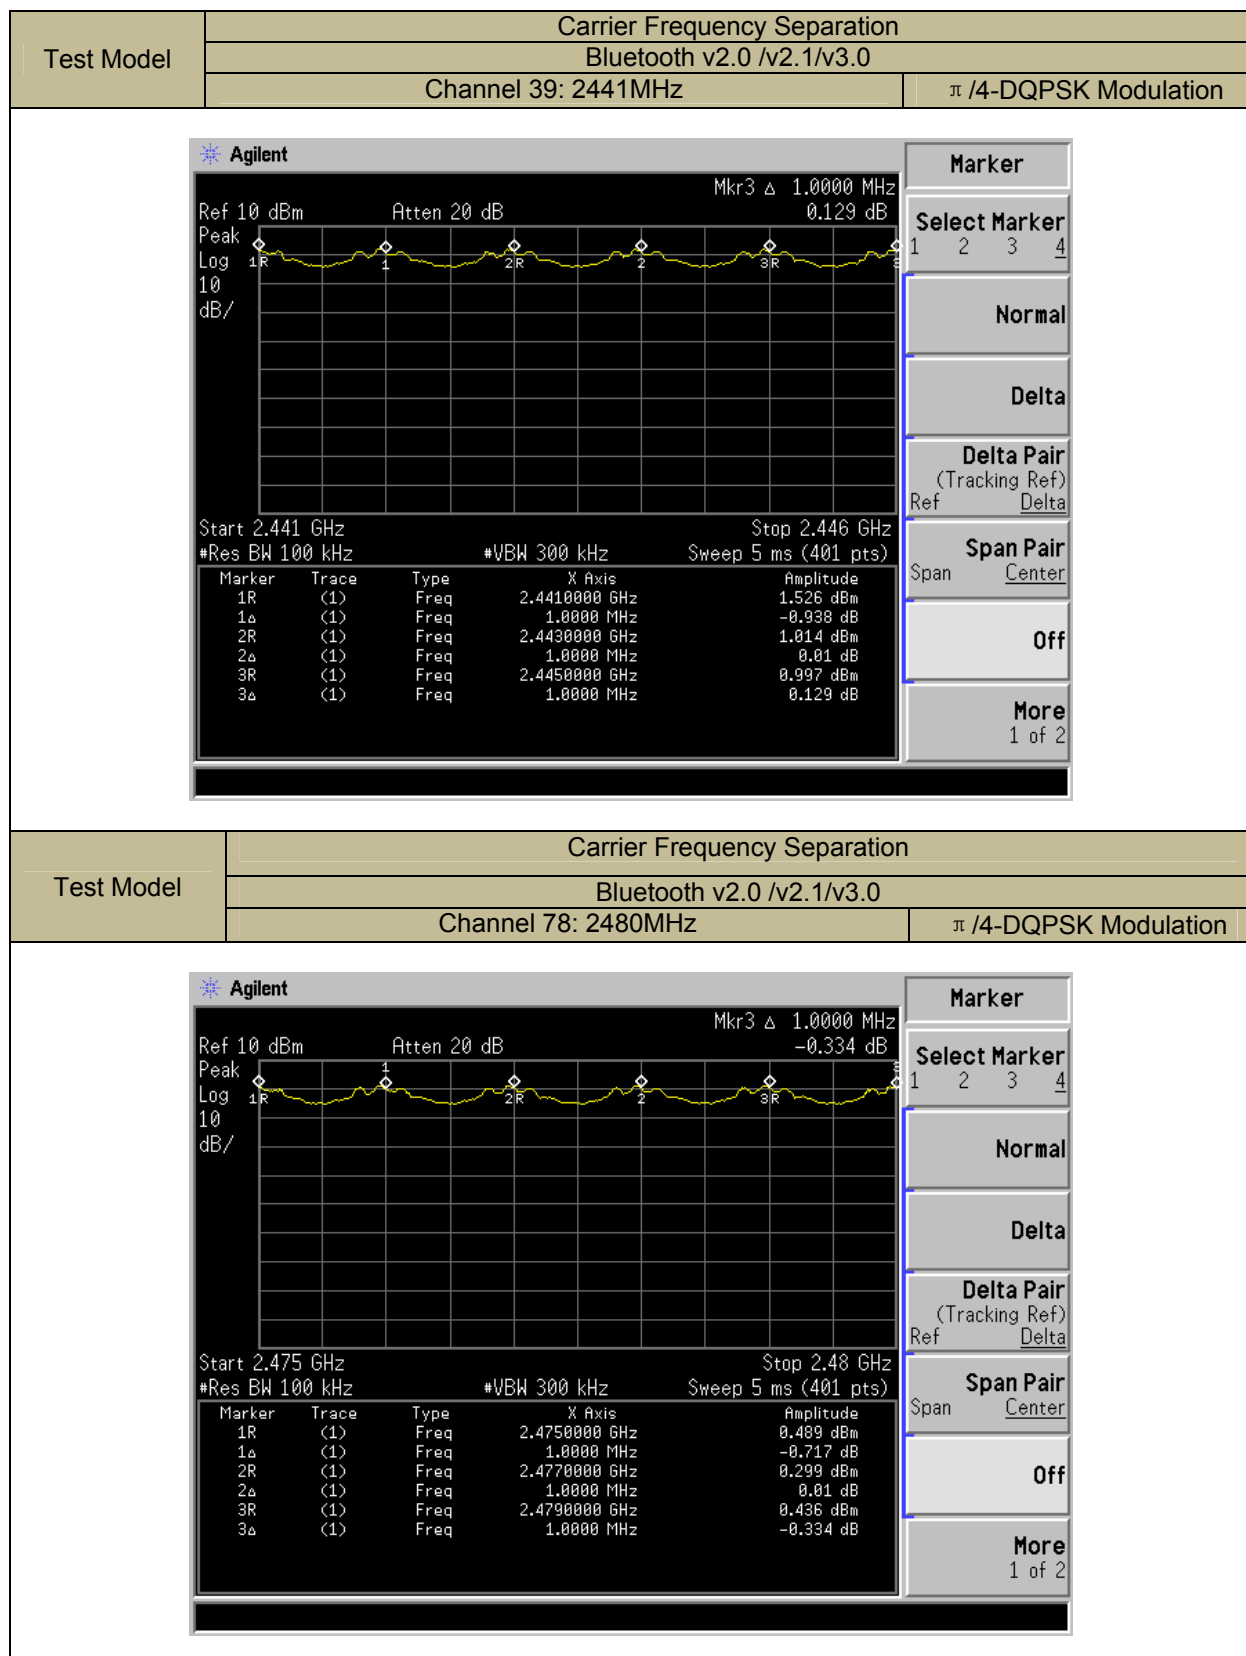 Test Model
Carrier Frequency Separation
Bluetooth v2.0 /v2.1/v3.0
Channel 39: 2441MHz
π /4-DQPSK Modulation
Agilent
Marker
Mkr3 Δ 1.0000 MHz
Ref 10 dBm Atten 20 dB 0.129 dB
Peak
Log
10
dB/
1R 1 2R 2 3R 3
Start 2.441 GHz Stop 2.446 GHz
#Res BW 100 kHz #VBW 300 kHz Sweep 5 ms (401 pts)
Marker Trace Type X Axis Amplitude
1R (1) Freq 2.4410000 GHz 1.526 dBm
1Δ (1) Freq 1.0000 MHz -0.938 dB
2R (1) Freq 2.4430000 GHz 1.014 dBm
2Δ (1) Freq 1.0000 MHz 0.01 dB
3R (1) Freq 2.4450000 GHz 0.997 dBm
3Δ (1) Freq 1.0000 MHz 0.129 dB
Select Marker
1 2 3 4
Normal
Delta
Delta Pair
(Tracking Ref)
Ref Delta
Span Pair
Span Center
Off
More
1 of 2
Test Model
Carrier Frequency Separation
Bluetooth v2.0 /v2.1/v3.0
Channel 78: 2480MHz
π /4-DQPSK Modulation
Agilent
Marker
Mkr3 Δ 1.0000 MHz
Ref 10 dBm Atten 20 dB -0.334 dB
Peak
Log
10
dB/
1R 1 2R 2 3R 3
Start 2.475 GHz Stop 2.48 GHz
#Res BW 100 kHz #VBW 300 kHz Sweep 5 ms (401 pts)
Marker Trace Type X Axis Amplitude
1R (1) Freq 2.4750000 GHz 0.489 dBm
1Δ (1) Freq 1.0000 MHz -0.717 dB
2R (1) Freq 2.4770000 GHz 0.299 dBm
2Δ (1) Freq 1.0000 MHz 0.01 dB
3R (1) Freq 2.4790000 GHz 0.436 dBm
3Δ (1) Freq 1.0000 MHz -0.334 dB
Select Marker
1 2 3 4
Normal
Delta
Delta Pair
(Tracking Ref)
Ref Delta
Span Pair
Span Center
Off
More
1 of 2